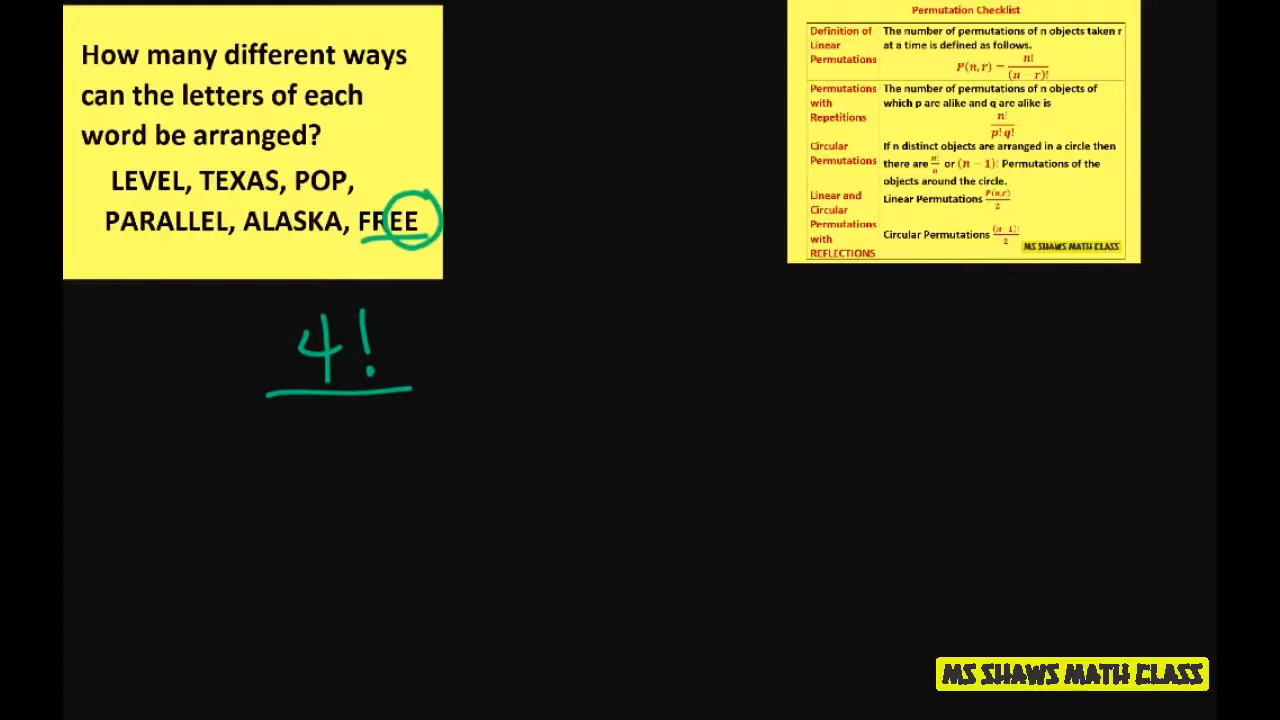 How many different ways
can the letters of each
word be arranged?
LEVEL, TEXAS, POP,
PARALLEL, ALASKA, FREE
4!
Permutation Checklist
Definition of Linear Permutations
The number of permutations of n objects taken r
at a time is defined as follows.
P(n, r) = n! / (n − r)!
Permutations with Repetitions
The number of permutations of n objects of
which p are alike and q are alike is
n! / p! q!
Circular Permutations
If n distinct objects are arranged in a circle then
there are n!/n or (n − 1)! Permutations of the
objects around the circle.
Linear and Circular Permutations with REFLECTIONS
Linear Permutations P(n,r)/2
Circular Permutations (n−1)!/2
MS SHAWS MATH CLASS
MS SHAWS MATH CLASS